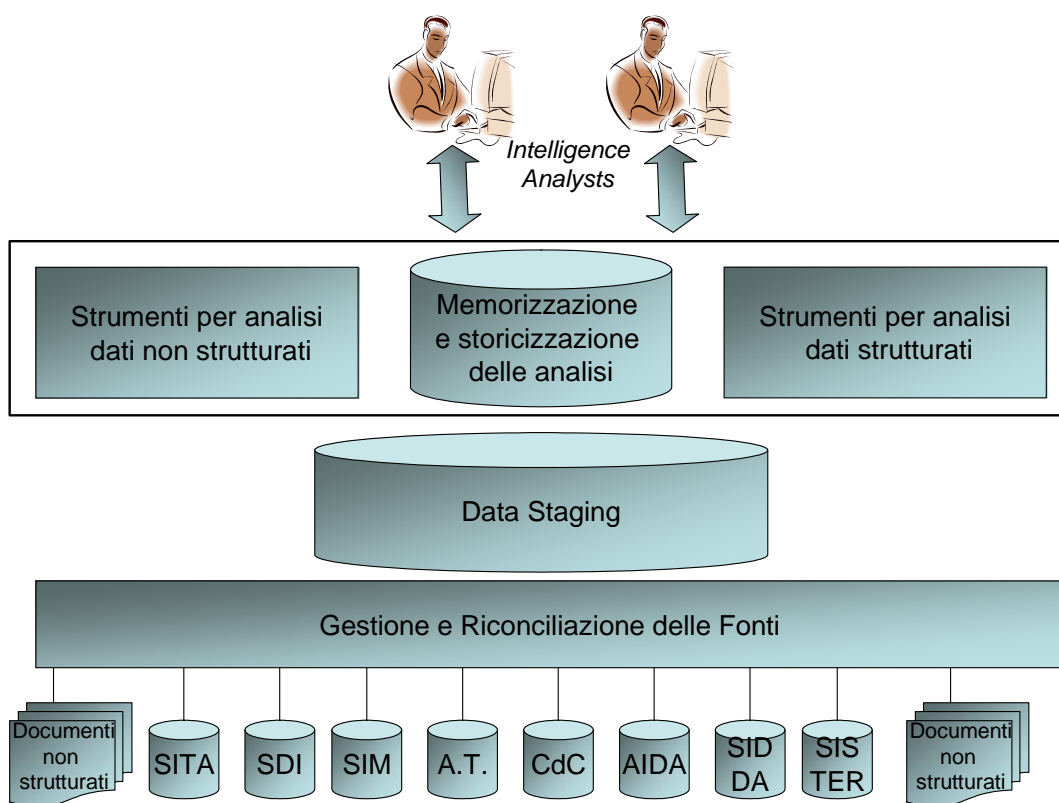 Intelligence
Analysts
Strumenti per analisi
dati non strutturati
Memorizzazione
e storicizzazione
delle analisi
Strumenti per analisi
dati strutturati
Data Staging
Gestione e Riconciliazione delle Fonti
Documenti
non
strutturati
SITA
SDI
SIM
A.T.
CdC
AIDA
SID
DA
SIS
TER
Documenti
non
strutturati